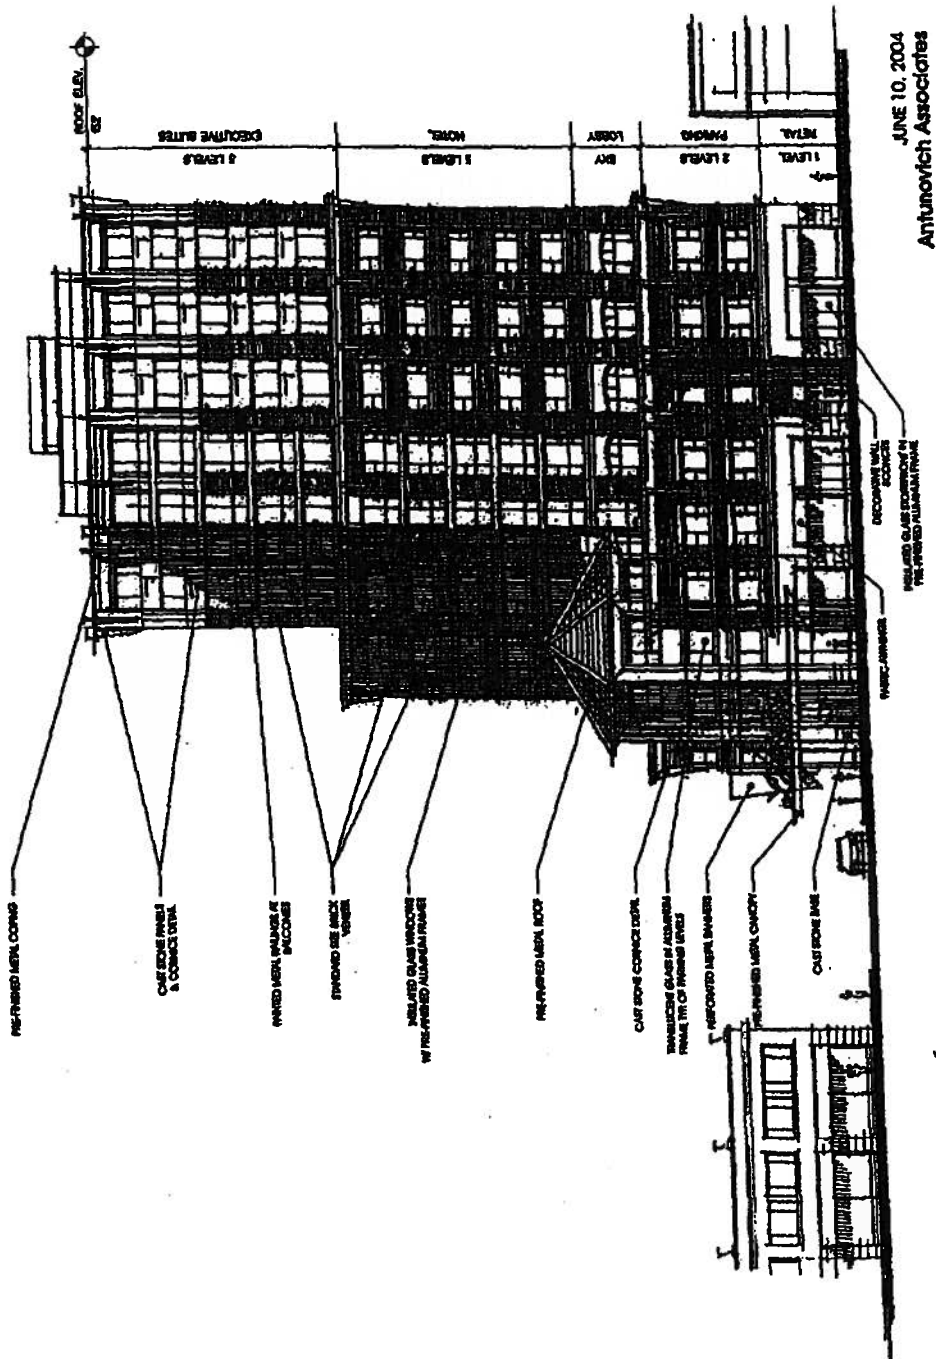 ROOF ELEV.
EXECUTIVE SUITES
HOTEL
5 LEVELS
SKY
LOBBY
PARKING
2 LEVELS
RETAIL
1 LEVEL
PRE-FINISHED METAL COPING
CAST STONE PANELS
& CORNICE DETAIL
PAINTED METAL RAILINGS AT
BALCONIES
STANDARD SIZE BRICK
VENEER
INSULATED GLASS WINDOWS
W/ PRE-FINISHED ALUMINUM FRAMES
PRE-FINISHED METAL ROOF
CAST STONE CORNICE DETAIL
TRANSLUCENT GLASS IN ALUMINUM
FRAME TYP. OF PARKING LEVELS
PERFORATED METAL BANNERS
PRE-FINISHED METAL CANOPY
CAST STONE BASE
FABRIC AWNINGS
DECORATIVE WALL
SCONCES
INSULATED GLASS STOREFRONT IN
PRE-FINISHED ALUMINUM FRAME
JUNE 10, 2004
Antunovich Associates